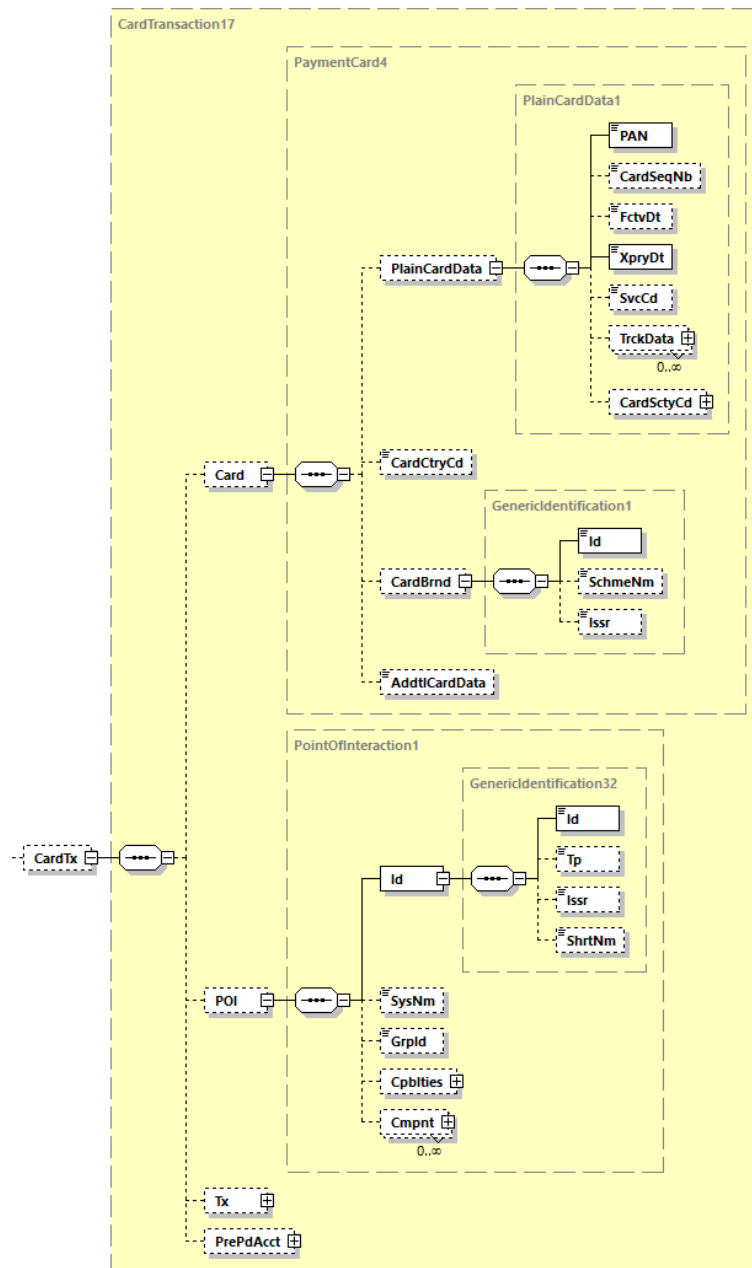 CardTransaction17
PaymentCard4
PlainCardData1
PAN
CardSeqNb
FctvDt
PlainCardData
XpryDt
SvcCd
TrckData
0..∞
CardSctyCd
Card
CardCtryCd
GenericIdentification1
Id
CardBrnd
SchmeNm
Issr
AddtlCardData
PointOfInteraction1
GenericIdentification32
Id
CardTx
Tp
Id
Issr
ShrtNm
POI
SysNm
GrpId
Cpblties
Cmpnt
0..∞
Tx
PrePdAcct